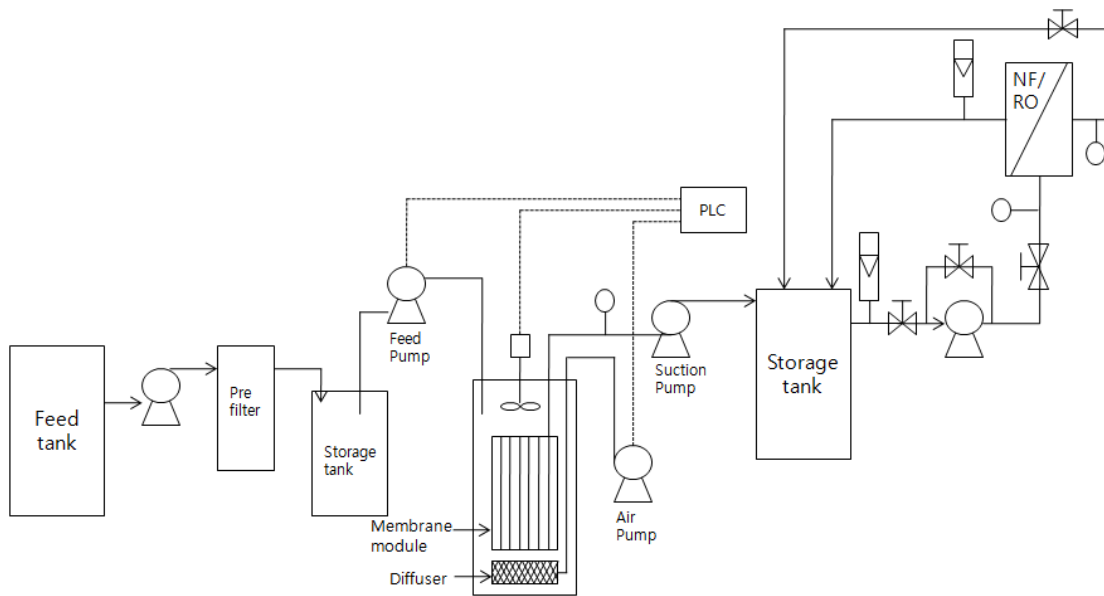 NF/
RO
PLC
Feed
Pump
Suction
Pump
Storage
tank
Pre
filter
Feed
tank
Storage
tank
Membrane
module
Air
Pump
Diffuser